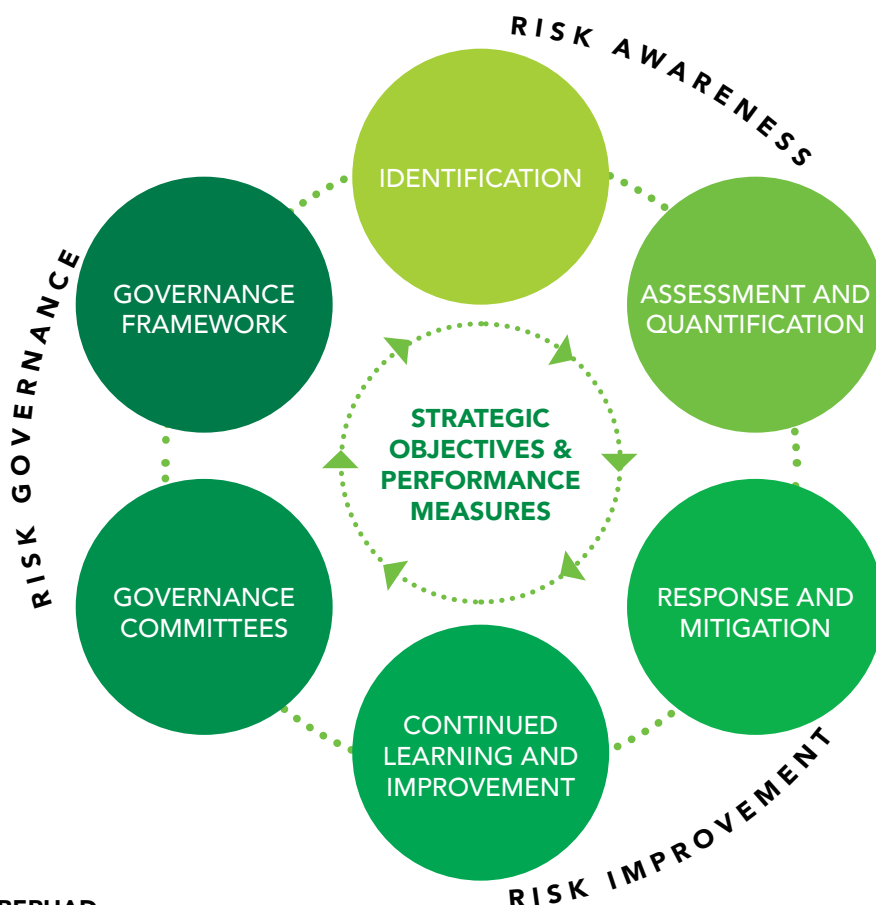 RISK AWARENESS
IDENTIFICATION
ASSESSMENT AND
QUANTIFICATION
RESPONSE AND
MITIGATION
RISK IMPROVEMENT
CONTINUED
LEARNING AND
IMPROVEMENT
GOVERNANCE
COMMITTEES
RISK GOVERNANCE
GOVERNANCE
FRAMEWORK
STRATEGIC
OBJECTIVES &
PERFORMANCE
MEASURES